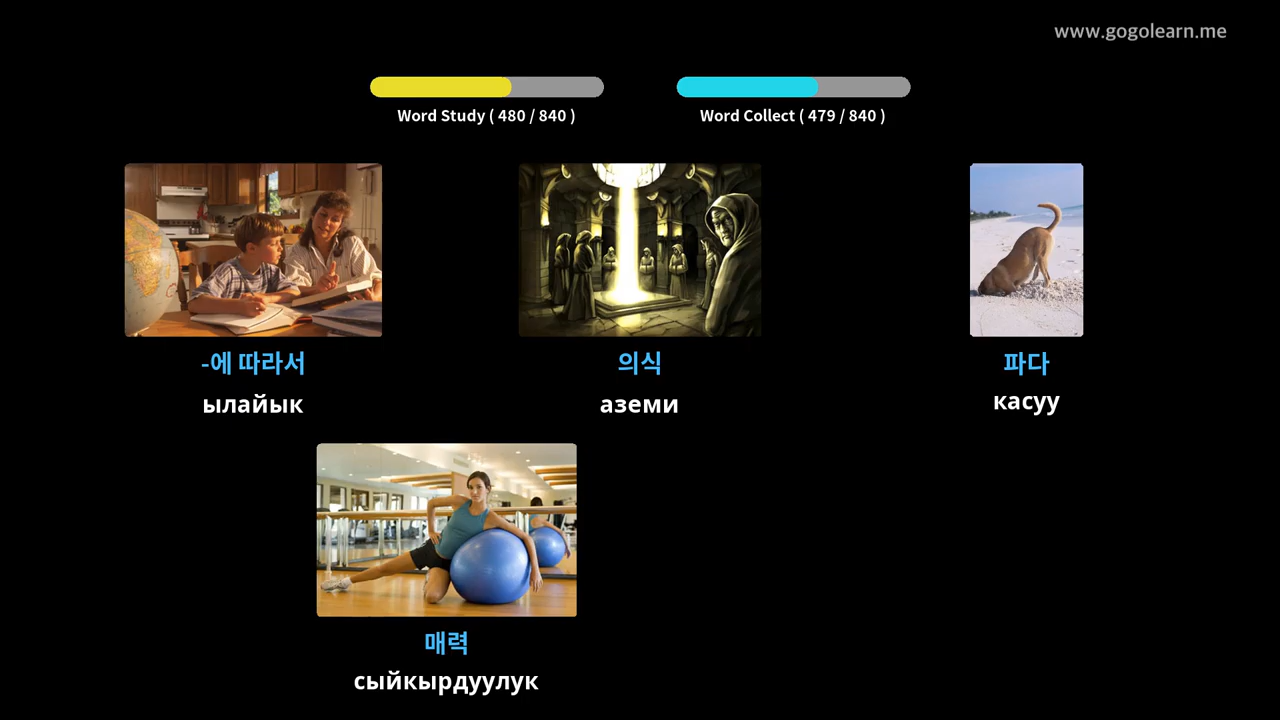 www.gogolearn.me
Word Study ( 480 / 840 )
Word Collect ( 479 / 840 )
-에 따라서
ылайык
의식
аземи
파다
касуу
매력
сыйкырдуулук